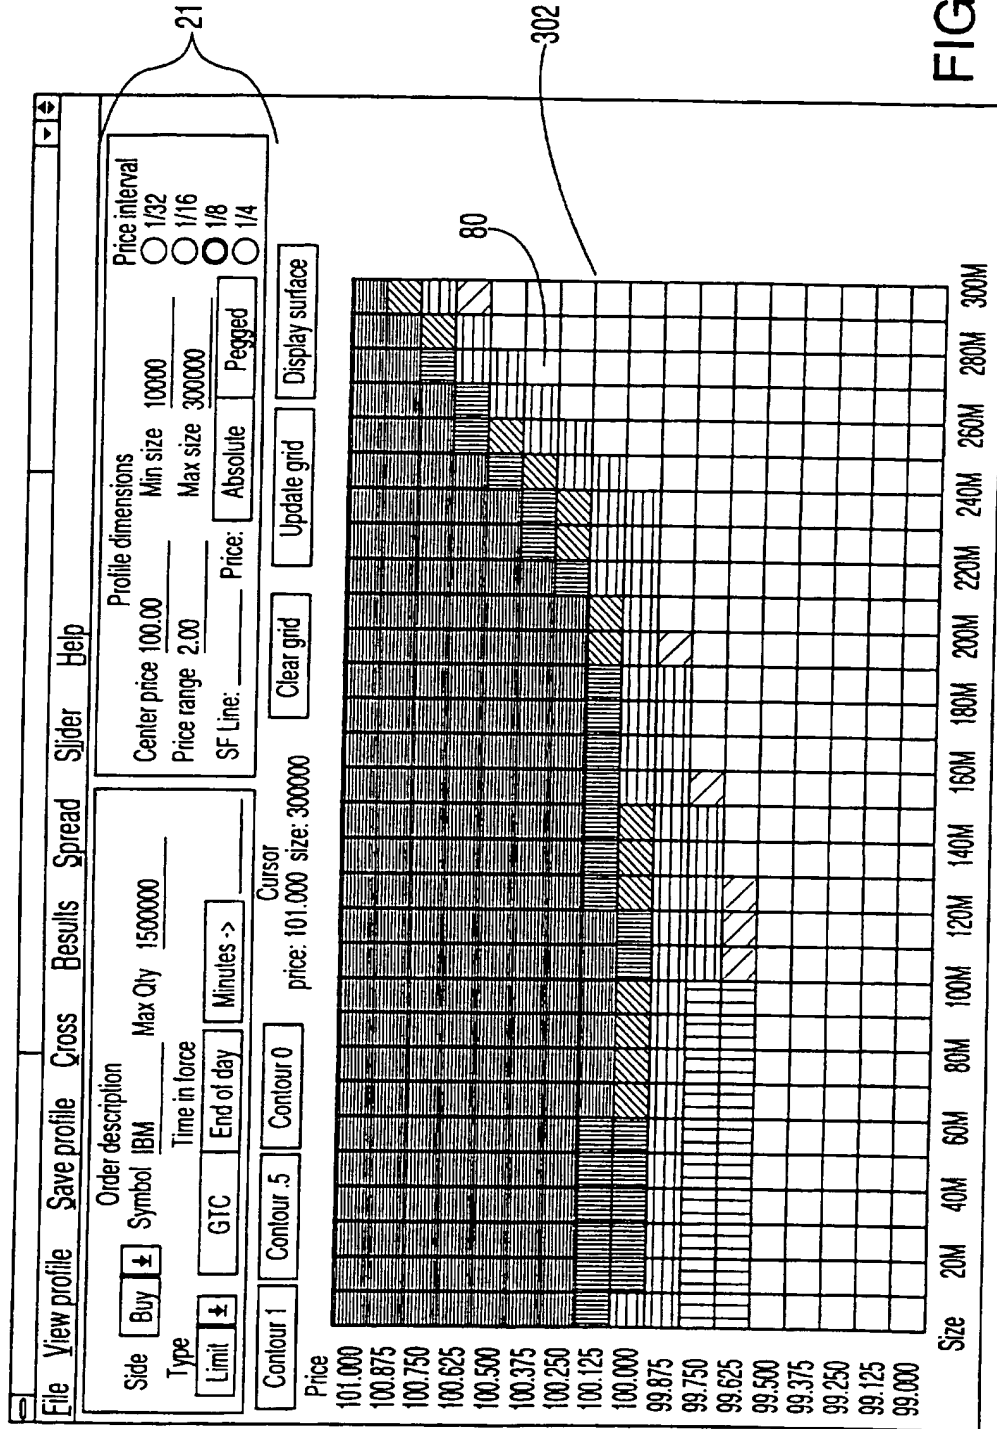 File View profile Save profile Cross Besults Spread Slider Help
Order description
Side Buy Symbol IBM Max Qty 1500000
Type Time in force
Limit GTC End of day Minutes ->
Profile dimensions
Center price 100.00 Min size 10000
Price range 2.00 Max size 300000
SF Line: Price: Absolute Pegged
Price interval
1/32
1/16
1/8
1/4
21
Contour 1 Contour .5 Contour 0
Cursor
price: 101.000 size: 300000
Clear grid Update grid Display surface
Price
101.000
100.875
100.750
100.625
100.500
100.375
100.250
100.125
100.000
99.875
99.750
99.625
99.500
99.375
99.250
99.125
99.000
Size 20M 40M 60M 80M 100M 120M 140M 160M 180M 200M 220M 240M 260M 280M 300M
80
302
FIG